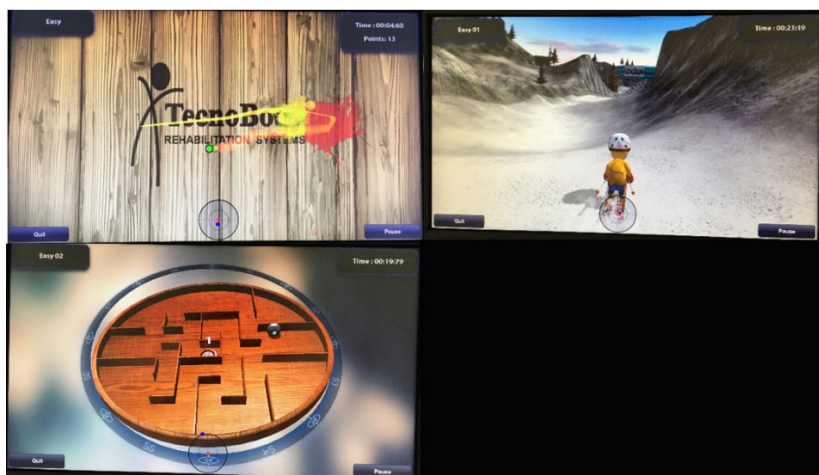 Easy
Time : 00:04:60
Points: 13
TecnoBo
REHABILITATION SYSTEMS
Quit
Pause
Easy 01
Time : 00:23:19
Quit
Pause
Easy 02
Time : 00:19:79
Quit
Pause